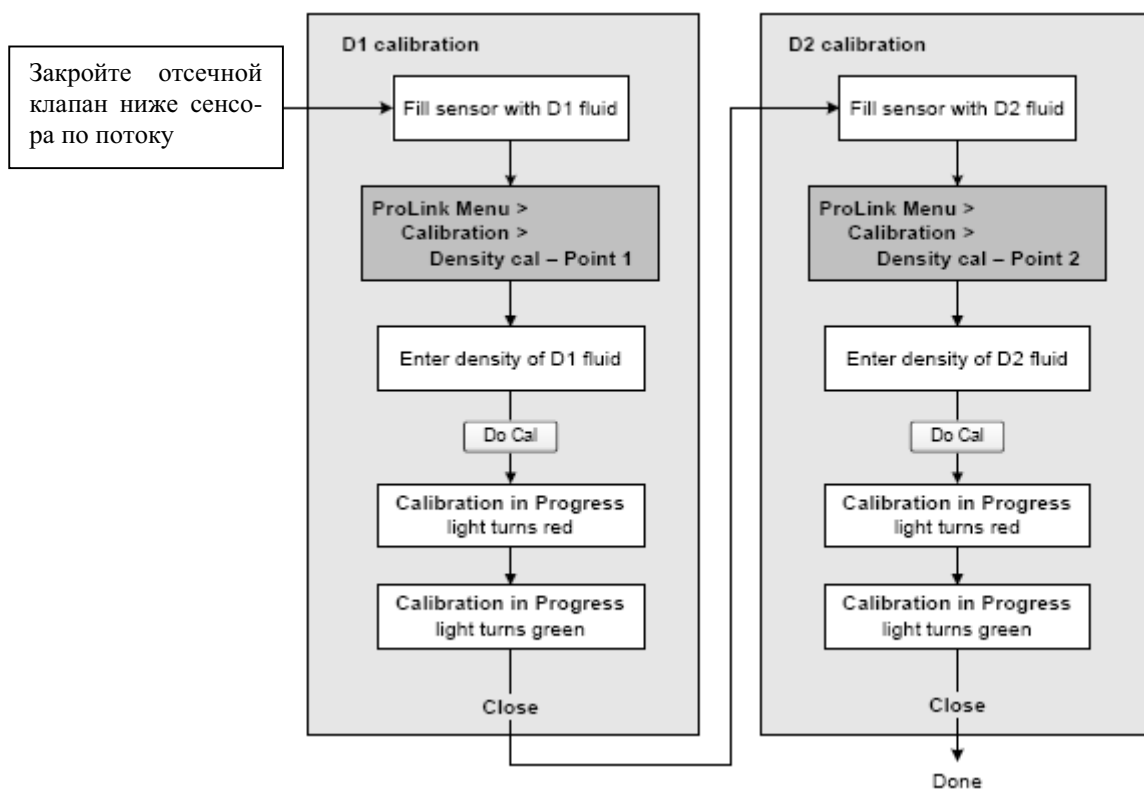 Закройте отсечной
клапан ниже сенсо-
ра по потоку
D1 calibration
Fill sensor with D1 fluid
ProLink Menu >
Calibration >
Density cal – Point 1
Enter density of D1 fluid
Do Cal
Calibration in Progress
light turns red
Calibration in Progress
light turns green
Close
D2 calibration
Fill sensor with D2 fluid
ProLink Menu >
Calibration >
Density cal – Point 2
Enter density of D2 fluid
Do Cal
Calibration in Progress
light turns red
Calibration in Progress
light turns green
Close
Done